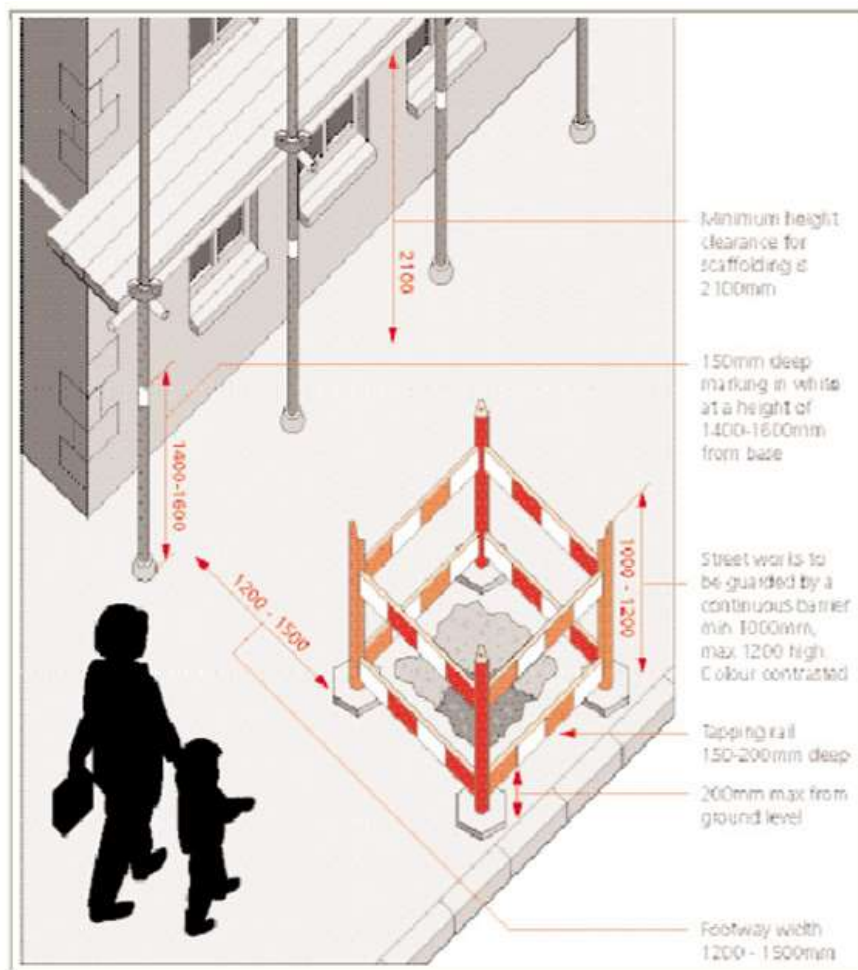 Minimum height
clearance for
scaffolding is
2100mm
2100
150mm deep
marking in white
at a height of
1400-1600mm
from base
1400-1600
1000 - 1200
Street works to
be guarded by a
continuous barrier
min 1000mm,
max 1200 high.
Colour contrasted
1200 - 1500
Tapping rail
150-200mm deep
200mm max from
ground level
Footway width
1200 - 1500mm